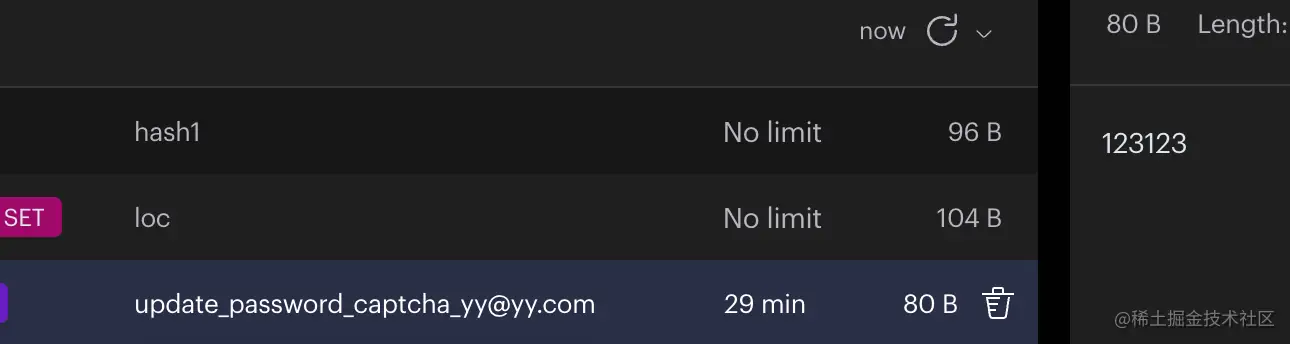 now
80 B Length:
hash1 No limit 96 B
123123
SET loc No limit 104 B
update_password_captcha_yy@yy.com 29 min 80 B
@稀土掘金技术社区